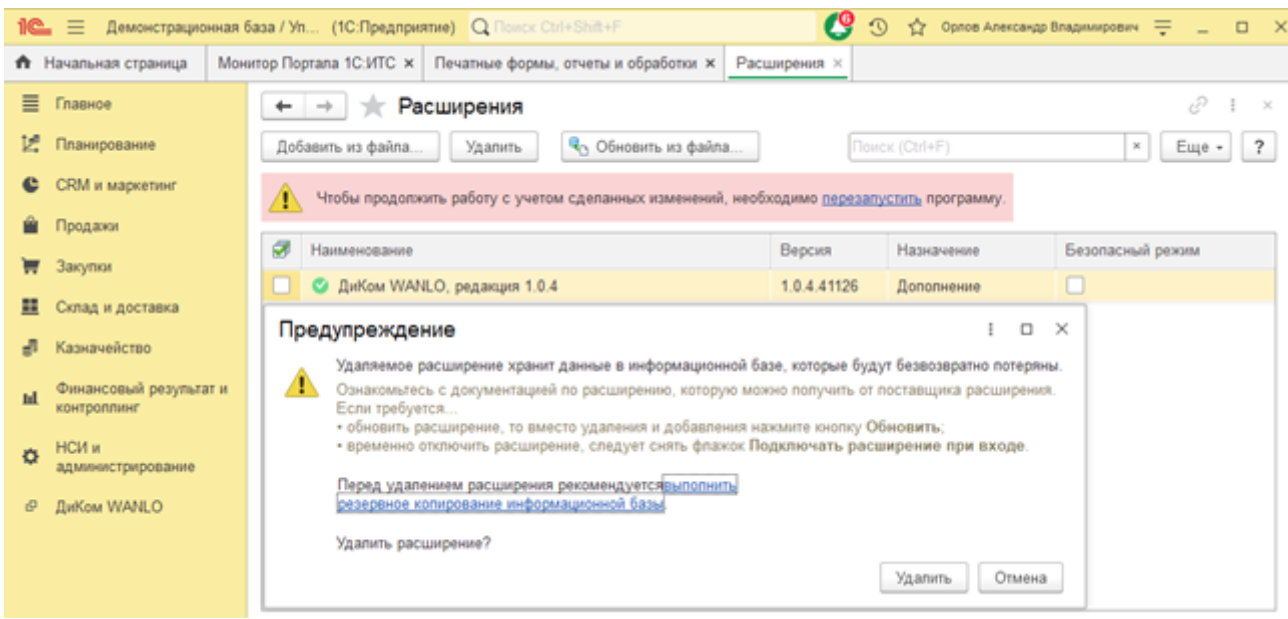 1С Демонстрационная база / Уп... (1С:Предприятие) Поиск Ctrl+Shift+F 6 Орлов Александр Владимирович
Начальная страница Монитор Портала 1С:ИТС × Печатные формы, отчеты и обработки × Расширения ×
Главное
Планирование
CRM и маркетинг
Продажи
Закупки
Склад и доставка
Казначейство
Финансовый результат и
контроллинг
НСИ и
администрирование
ДиКом WANLO
Расширения
Добавить из файла... Удалить Обновить из файла... Поиск (Ctrl+F) × Еще ?
Чтобы продолжить работу с учетом сделанных изменений, необходимо перезапустить программу.
Наименование Версия Назначение Безопасный режим
ДиКом WANLO, редакция 1.0.4 1.0.4.41126 Дополнение
Предупреждение
Удаляемое расширение хранит данные в информационной базе, которые будут безвозвратно потеряны.
Ознакомьтесь с документацией по расширению, которую можно получить от поставщика расширения.
Если требуется...
• обновить расширение, то вместо удаления и добавления нажмите кнопку Обновить;
• временно отключить расширение, следует снять флажок Подключать расширение при входе.
Перед удалением расширения рекомендуется выполнить
резервное копирование информационной базы.
Удалить расширение?
Удалить Отмена